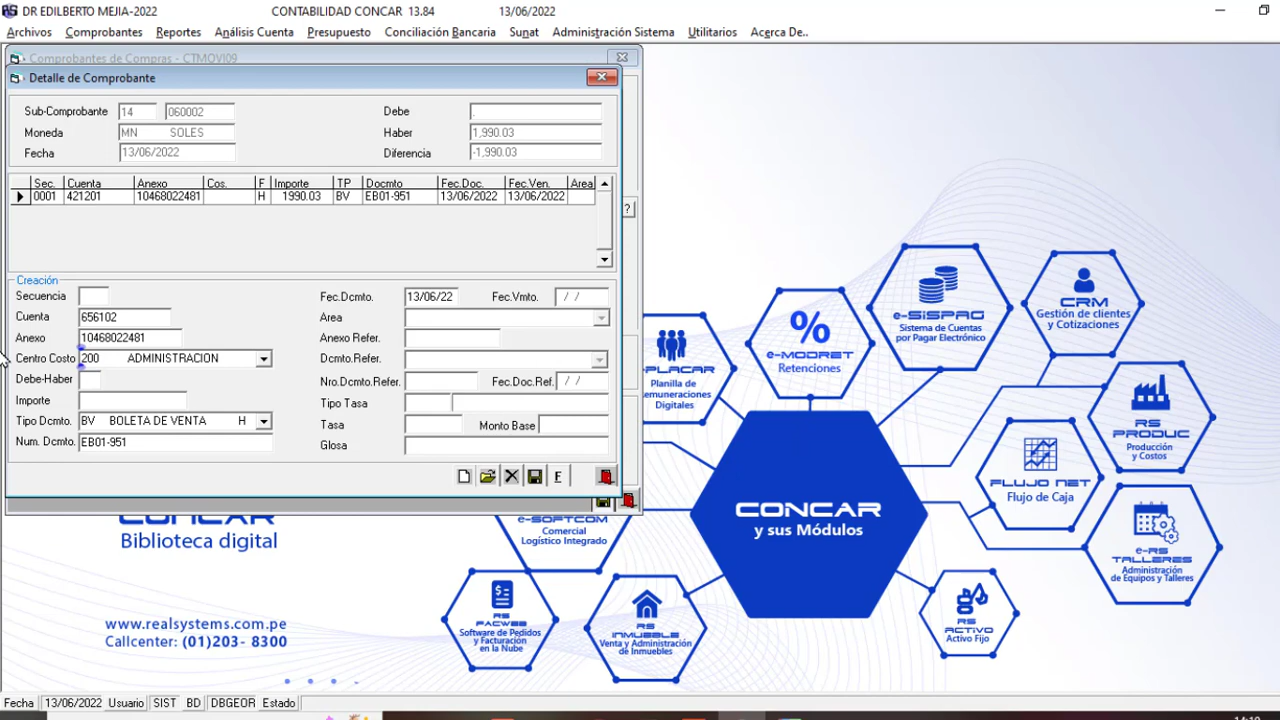 DR EDILBERTO MEJIA-2022 CONTABILIDAD CONCAR 13.84 13/06/2022
Archivos Comprobantes Reportes Análisis Cuenta Presupuesto Conciliación Bancaria Sunat Administración Sistema Utilitarios Acerca De..
Comprobantes de Compras - CTMOVI09
Detalle de Comprobante
Sub-Comprobante 14 060002 Debe .
Moneda MN SOLES Haber 1,990.03
Fecha 13/06/2022 Diferencia -1,990.03
Sec. Cuenta Anexo Cos. F Importe TP Docmto Fec.Doc. Fec.Ven. Area
0001 421201 10468022481 H 1990.03 BV EB01-951 13/06/2022 13/06/2022
?
Creación
Secuencia Fec.Dcmto. 13/06/22 Fec.Vmto. / /
Cuenta 656102 Area
Anexo 10468022481 Anexo Refer.
Centro Costo 200 ADMINISTRACION Dcmto.Refer.
Debe-Haber Nro.Dcmto.Refer. Fec.Doc.Ref. / /
Importe Tipo Tasa
Tipo Dcmto. BV BOLETA DE VENTA H Tasa Monto Base
Num. Dcmto. EB01-951 Glosa
F
CONCAR
Biblioteca digital
www.realsystems.com.pe
Callcenter: (01)203- 8300
PLACAR
Planilla de
emuneraciones
Digitales
%
e-MODRET
Retenciones
e-SISPAG
Sistema de Cuentas
por Pagar Electrónico
CRM
Gestión de clientes
y Cotizaciones
RS
PRODUC
Producción
y Costos
FLUJO NET
Flujo de Caja
e-RS
TALLERES
Administración
de Equipos y Talleres
RS
ACTIVO
Activo Fijo
CONCAR
y sus Módulos
RS
INMUEBLE
Venta y Administración
de Inmuebles
RS
FACWEB
Software de Pedidos
y Facturación
en la Nube
e-SOFTCOM
Comercial
Logístico Integrado
Fecha 13/06/2022 Usuario SIST BD DBGEOR Estado